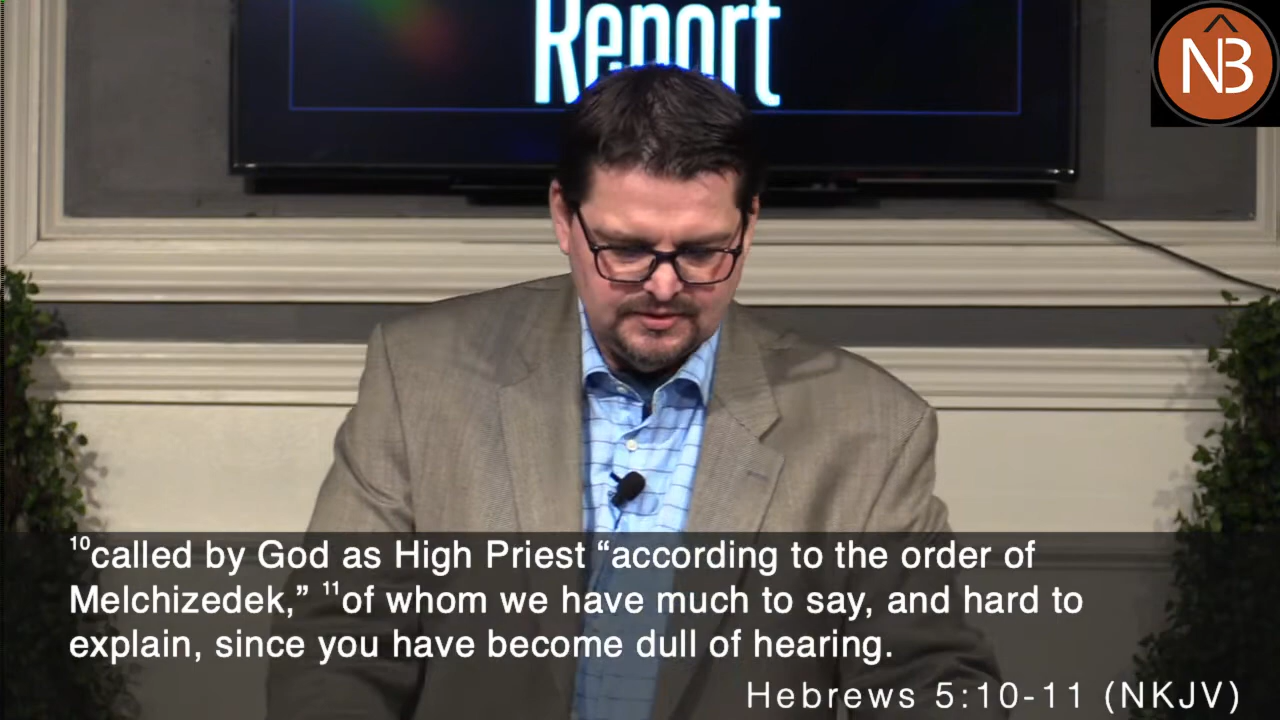 Report
NB
¹⁰called by God as High Priest “according to the order of
Melchizedek,” ¹¹of whom we have much to say, and hard to
explain, since you have become dull of hearing.
Hebrews 5:10-11 (NKJV)